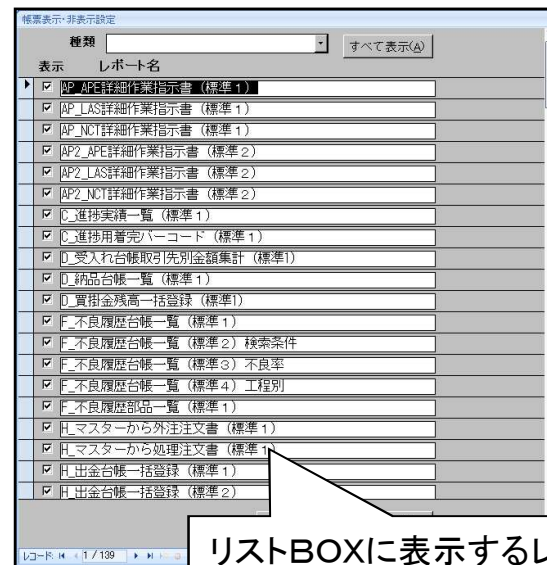 帳票表示・非表示設定
種類 すべて表示(A)
表示 レポート名
AP_APE詳細作業指示書（標準１）
AP_LAS詳細作業指示書（標準１）
AP_NCT詳細作業指示書（標準１）
AP2_APE詳細作業指示書（標準２）
AP2_LAS詳細作業指示書（標準２）
AP2_NCT詳細作業指示書（標準２）
C_進捗実績一覧（標準１）
C_進捗用着完バーコード（標準１）
D_受入れ台帳取引先別金額集計（標準1）
D_納品台帳一覧（標準１）
D_買掛金残高一括登録（標準1）
F_不良履歴台帳一覧（標準１）
F_不良履歴台帳一覧（標準２）検索条件
F_不良履歴台帳一覧（標準３）不良率
F_不良履歴台帳一覧（標準４）工程別
F_不良履歴部品一覧（標準１）
H_マスターから外注注文書（標準１）
H_マスターから処理注文書（標準１）
H_出金台帳一括登録（標準１）
H_出金台帳一括登録（標準２）
リストＢＯＸに表示するレ
レコード: 1 / 139